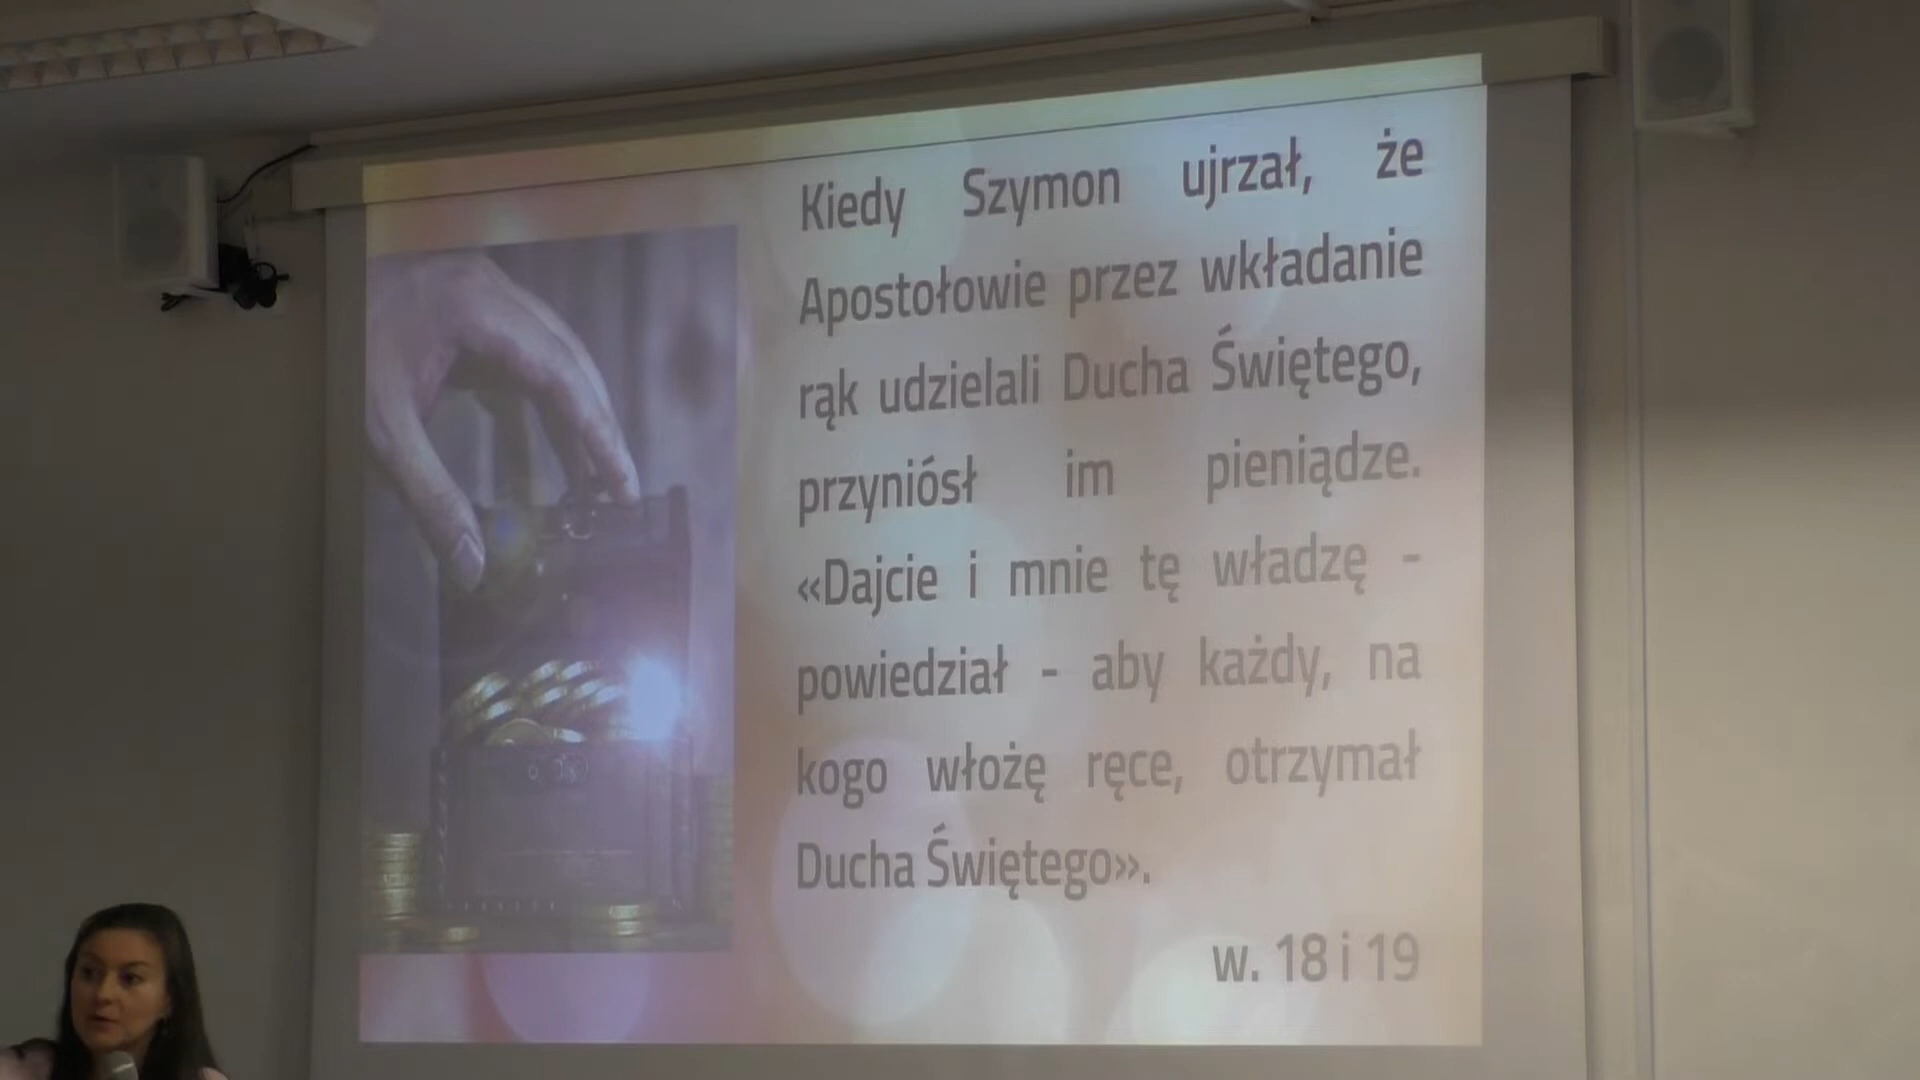 Kiedy Szymon ujrzał, że
Apostołowie przez wkładanie
rąk udzielali Ducha Świętego,
przyniósł im pieniądze.
«Dajcie i mnie tę władzę -
powiedział - aby każdy, na
kogo włożę ręce, otrzymał
Ducha Świętego».
w. 18 i 19